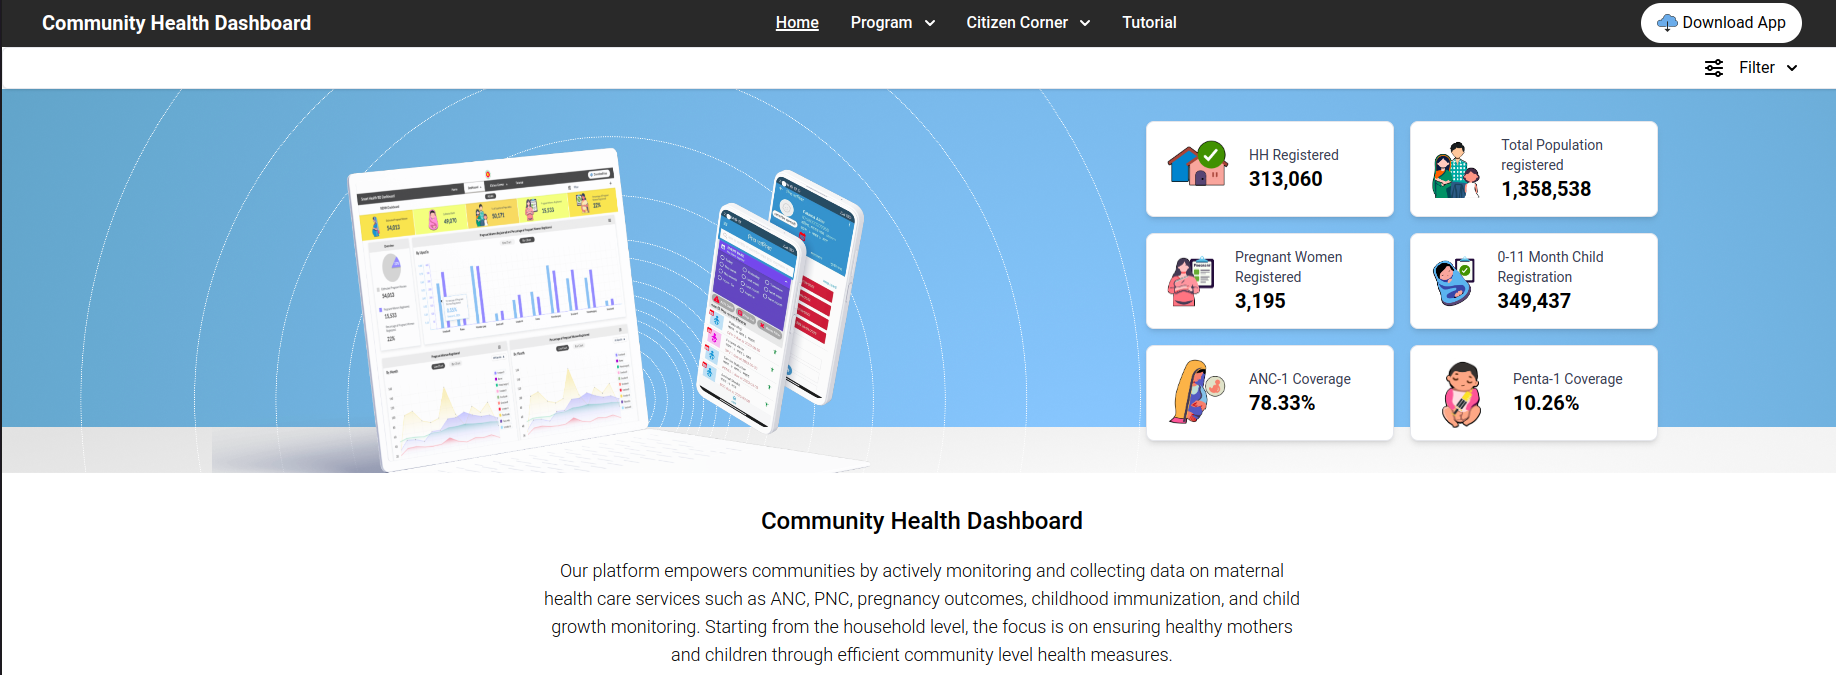 Community Health Dashboard
Home
Program
Citizen Corner
Tutorial
Download App
Filter
HH Registered
313,060
Total Population
registered
1,358,538
Pregnant Women
Registered
3,195
0-11 Month Child
Registration
349,437
ANC-1 Coverage
78.33%
Penta-1 Coverage
10.26%
Community Health Dashboard
Our platform empowers communities by actively monitoring and collecting data on maternal
health care services such as ANC, PNC, pregnancy outcomes, childhood immunization, and child
growth monitoring. Starting from the household level, the focus is on ensuring healthy mothers
and children through efficient community level health measures.